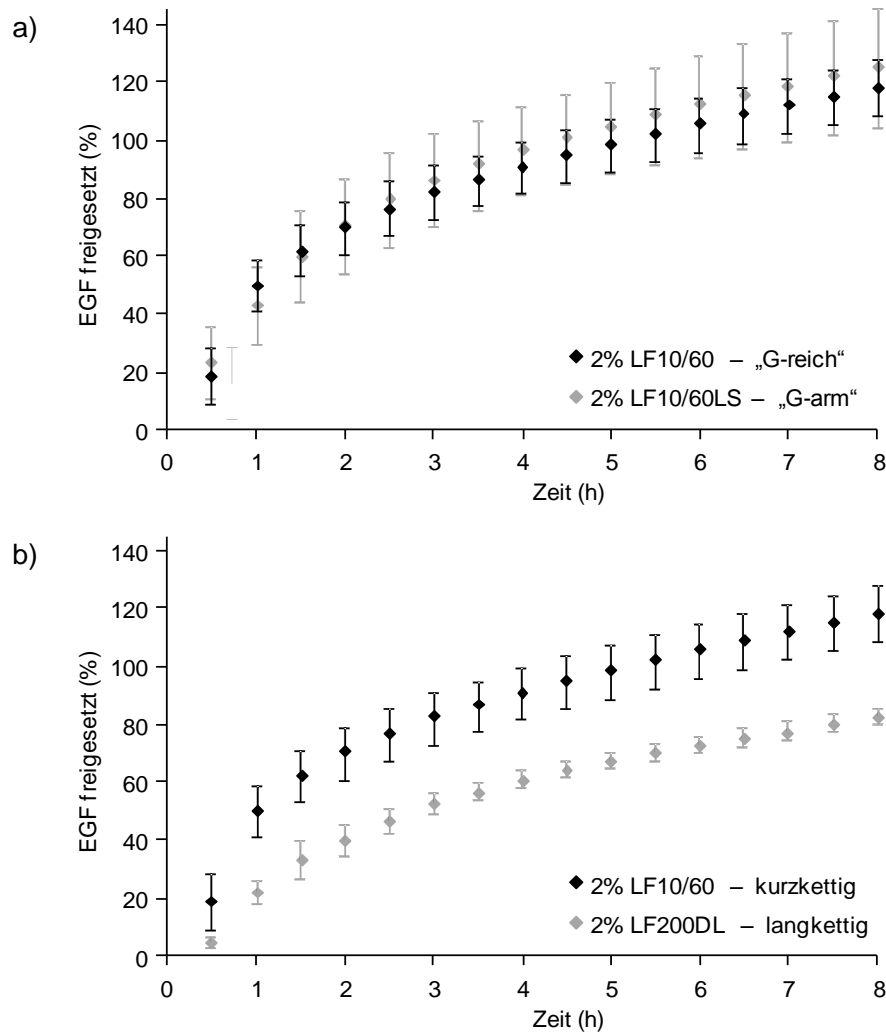 a)
EGF freigesetzt (%)
140
120
100
80
60
40
20
0
2% LF10/60 – „G-reich“
2% LF10/60LS – „G-arm“
0 1 2 3 4 5 6 7 8
Zeit (h)
b)
EGF freigesetzt (%)
140
120
100
80
60
40
20
0
2% LF10/60 – kurzkettig
2% LF200DL – langkettig
0 1 2 3 4 5 6 7 8
Zeit (h)